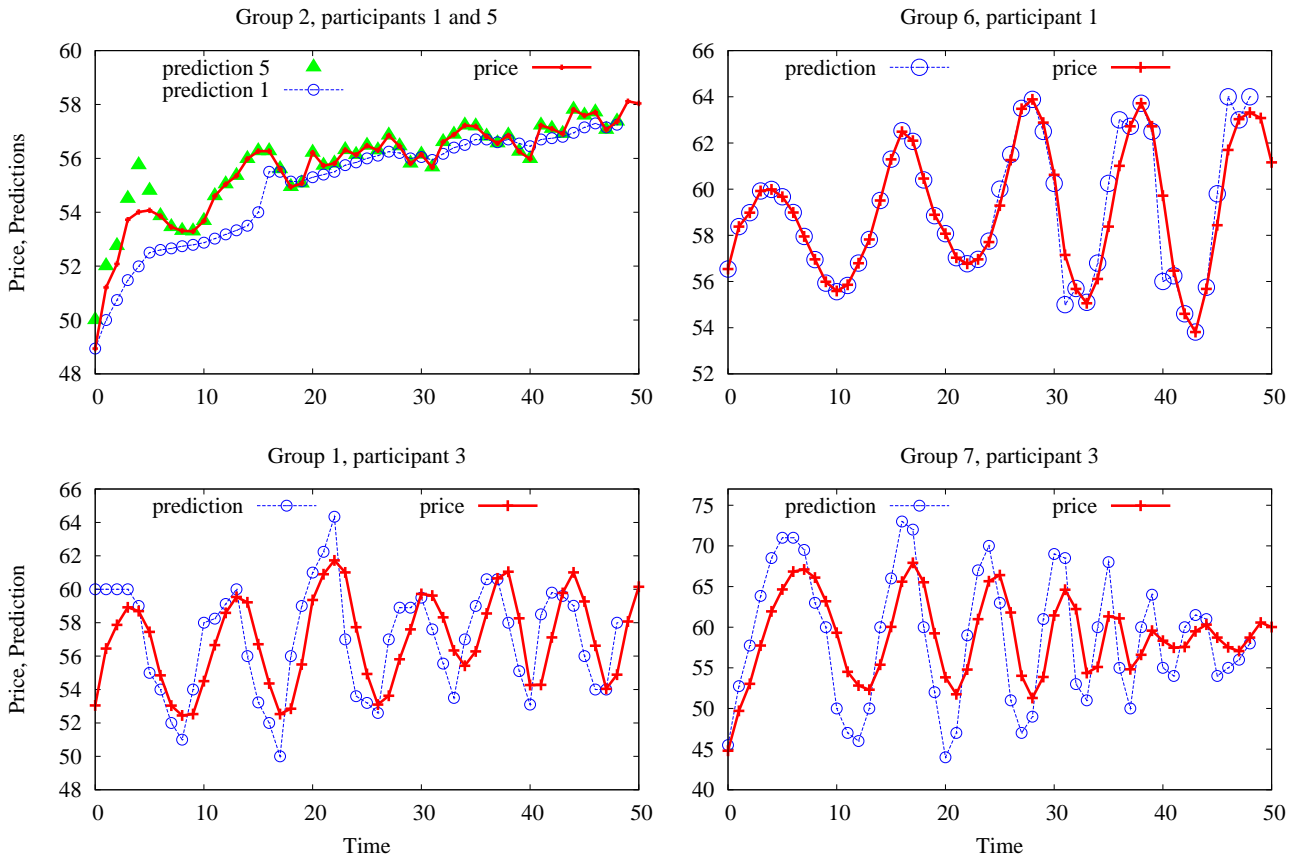 Group 2, participants 1 and 5
Price, Predictions
60
58
56
54
52
50
48
prediction 5
prediction 1
price
0 10 20 30 40 50
Group 6, participant 1
66
64
62
60
58
56
54
52
prediction
price
0 10 20 30 40 50
Group 1, participant 3
Price, Prediction
66
64
62
60
58
56
54
52
50
48
prediction
price
0 10 20 30 40 50
Time
Group 7, participant 3
75
70
65
60
55
50
45
40
prediction
price
0 10 20 30 40 50
Time